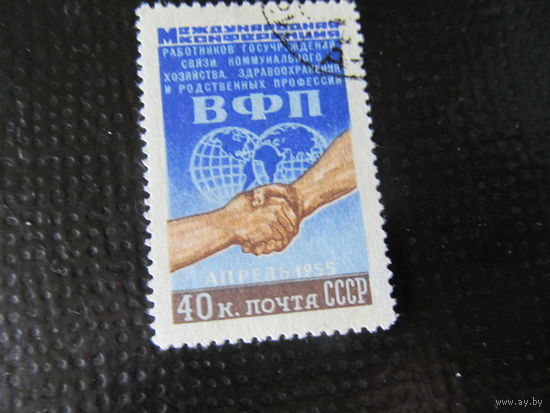 МЕЖДУНАРОДНАЯ
КОНФЕРЕНЦИЯ
РАБОТНИКОВ ГОСУЧРЕЖДЕНИЙ
СВЯЗИ, КОММУНАЛЬНОГО
ХОЗЯЙСТВА, ЗДРАВООХРАНЕНИЯ
И РОДСТВЕННЫХ ПРОФЕССИЙ
ВФП
АПРЕЛЬ 1955
40 К. ПОЧТА СССР
www.ay.by